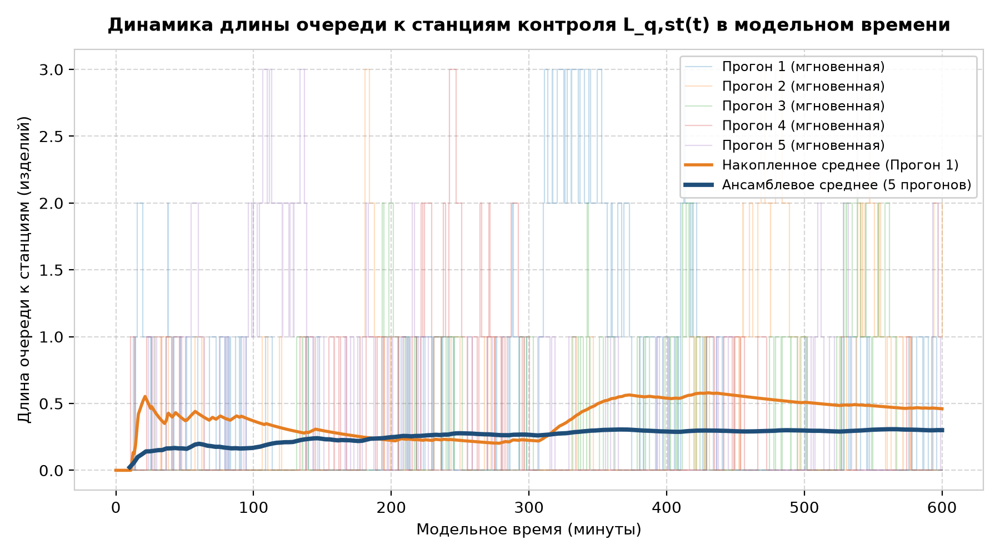 Динамика длины очереди к станциям контроля L_q,st(t) в модельном времени
Длина очереди к станциям (изделий)
3.0
2.5
2.0
1.5
1.0
0.5
0.0
Прогон 1 (мгновенная)
Прогон 2 (мгновенная)
Прогон 3 (мгновенная)
Прогон 4 (мгновенная)
Прогон 5 (мгновенная)
Накопленное среднее (Прогон 1)
Ансамблевое среднее (5 прогонов)
0 100 200 300 400 500 600
Модельное время (минуты)